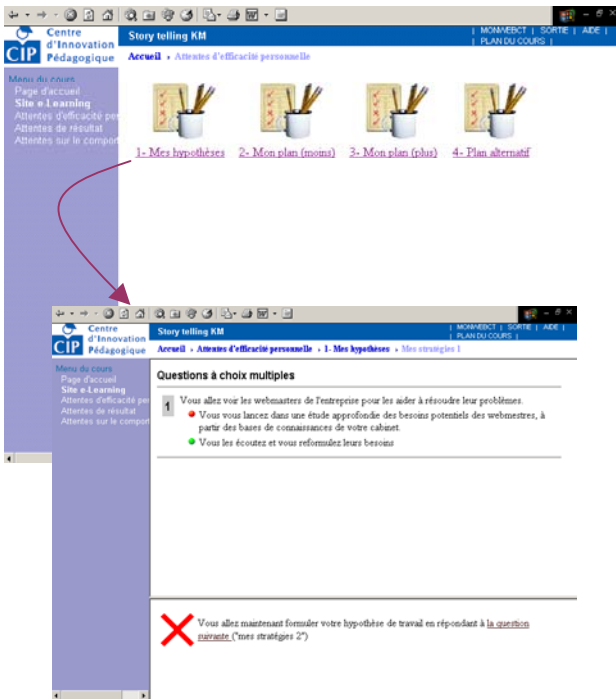 Centre
d'Innovation
CIP Pédagogique
Story telling KM
| MONWEBCT | SORTIE | AIDE |
| PLAN DU COURS |
Accueil › Attentes d'efficacité personnelle
Menu du cours
Page d'accueil
Site e-Learning
Attentes d'efficacité per
Attentes de résultat
Attentes sur le comport
1- Mes hypothèses 2- Mon plan (moins) 3- Mon plan (plus) 4- Plan alternatif
Centre
d'Innovation
CIP Pédagogique
Story telling KM
| MONWEBCT | SORTIE | AIDE |
| PLAN DU COURS |
Accueil › Attentes d'efficacité personnelle › 1- Mes hypothèses › Mes stratégies 1
Menu du cours
Page d'accueil
Site e-Learning
Attentes d'efficacité per
Attentes de résultat
Attentes sur le comport
Questions à choix multiples
1 Vous allez voir les webmasters de l'entreprise pour les aider à résoudre leur problèmes.
Vous vous lancez dans une étude approfondie des besoins potentiels des webmestres, à
partir des bases de connaissances de votre cabinet.
Vous les écoutez et vous reformulez leurs besoins
Vous allez maintenant formuler votre hypothèse de travail en répondant à la question
suivante ("mes stratégies 2")